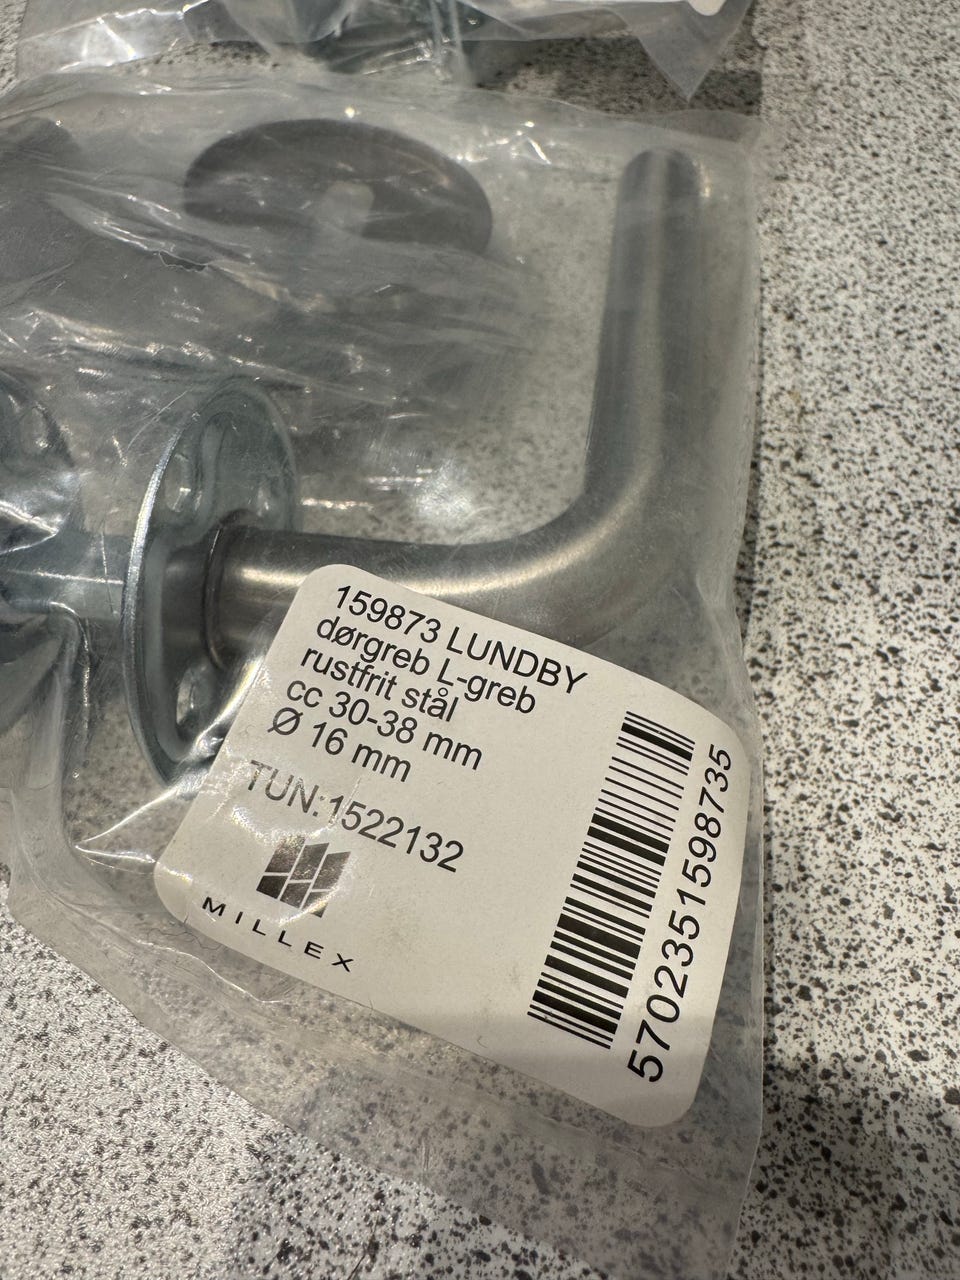 159873 LUNDBY
dørgreb L-greb
rustfrit stål
cc 30-38 mm
Ø 16 mm
TUN:1522132
MILLEX
5702351598735